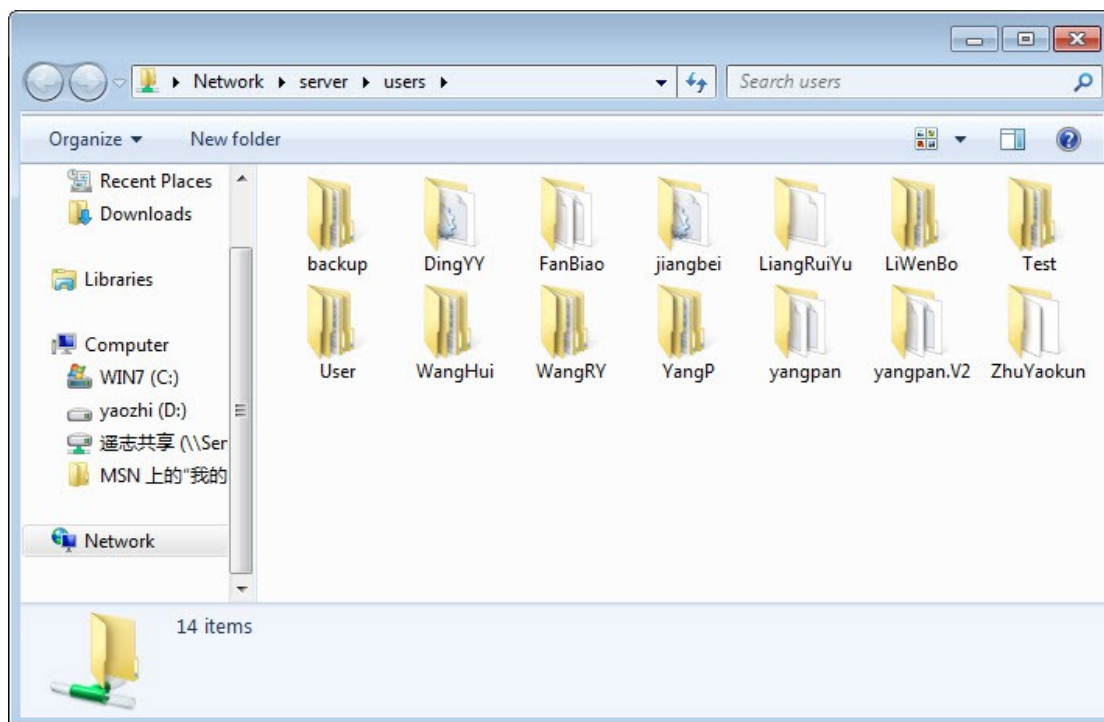 Network server users
Search users
Organize
New folder
Recent Places
Downloads
Libraries
Computer
WIN7 (C:)
yaozhi (D:)
遥志共享 (\\Ser
MSN 上的"我的
Network
backup DingYY FanBiao jiangbei LiangRuiYu LiWenBo Test
User WangHui WangRY YangP yangpan yangpan.V2 ZhuYaokun
14 items